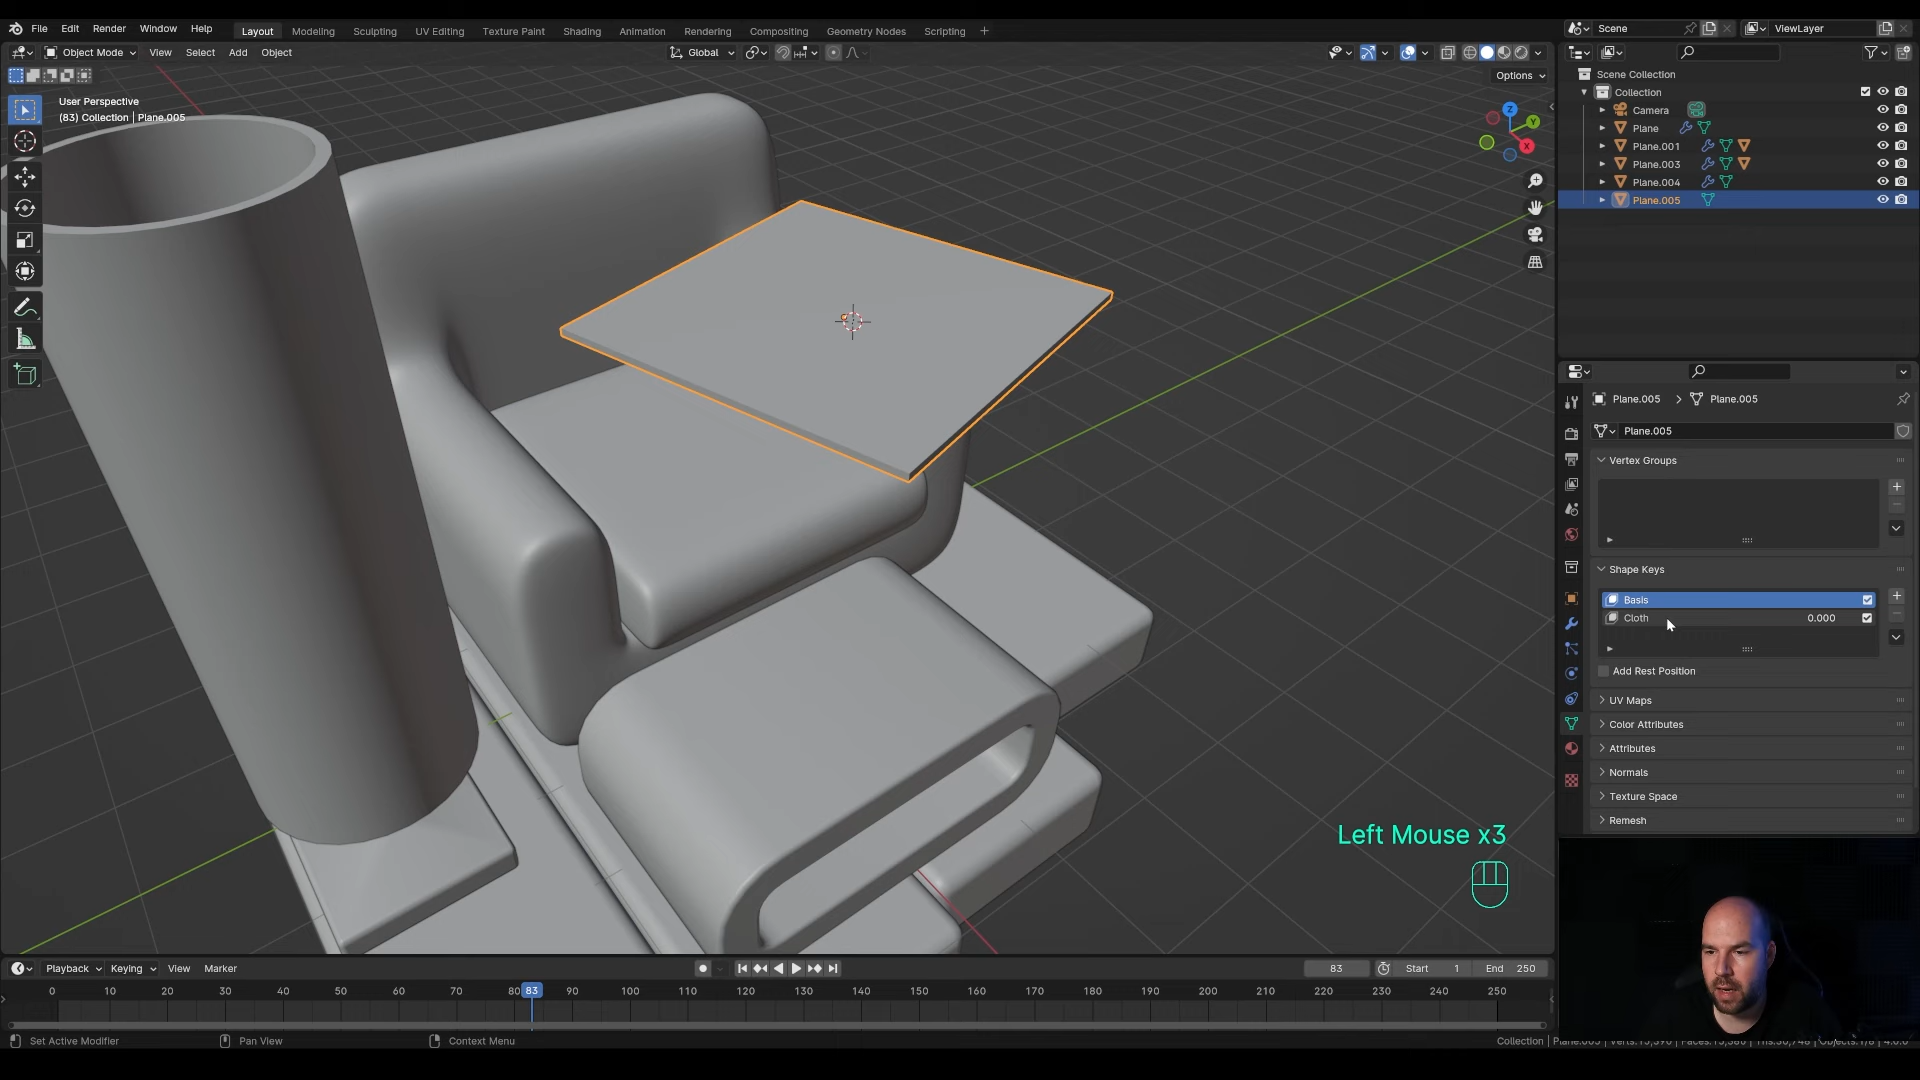 File Edit Render Window Help Layout Modeling Sculpting UV Editing Texture Paint Shading Animation Rendering Compositing Geometry Nodes Scripting + Scene ViewLayer
Object Mode View Select Add Object Global
Options
User Perspective
(83) Collection | Plane.005
Z
Y
X
Scene Collection
Collection
Camera
Plane
Plane.001
Plane.003
Plane.004
Plane.005
Plane.005 > Plane.005
Plane.005
Vertex Groups
Shape Keys
Basis
Cloth 0.000
Add Rest Position
UV Maps
Color Attributes
Attributes
Normals
Texture Space
Remesh
Left Mouse x3
Playback Keying View Marker 83 Start 1 End 250
0 10 20 30 40 50 60 70 80 83 90 100 110 120 130 140 150 160 170 180 190 200 210 220 230 240 250
Set Active Modifier Pan View Context Menu
Collection